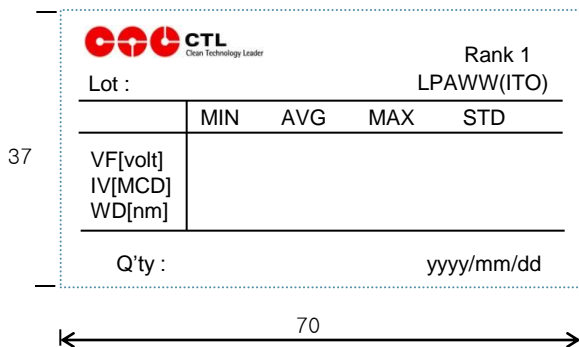 CTL
Clean Technology Leader
Rank 1
Lot : LPAWW(ITO)
MIN AVG MAX STD
37
VF[volt]
IV[MCD]
WD[nm]
Q'ty : yyyy/mm/dd
70